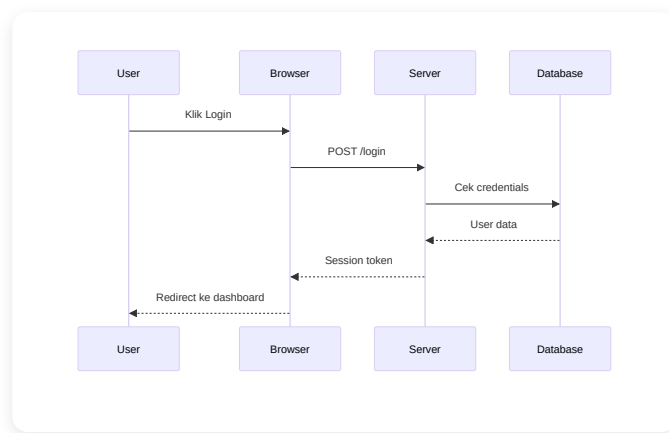 User
Browser
Server
Database
Klik Login
POST /login
Cek credentials
User data
Session token
Redirect ke dashboard
User
Browser
Server
Database